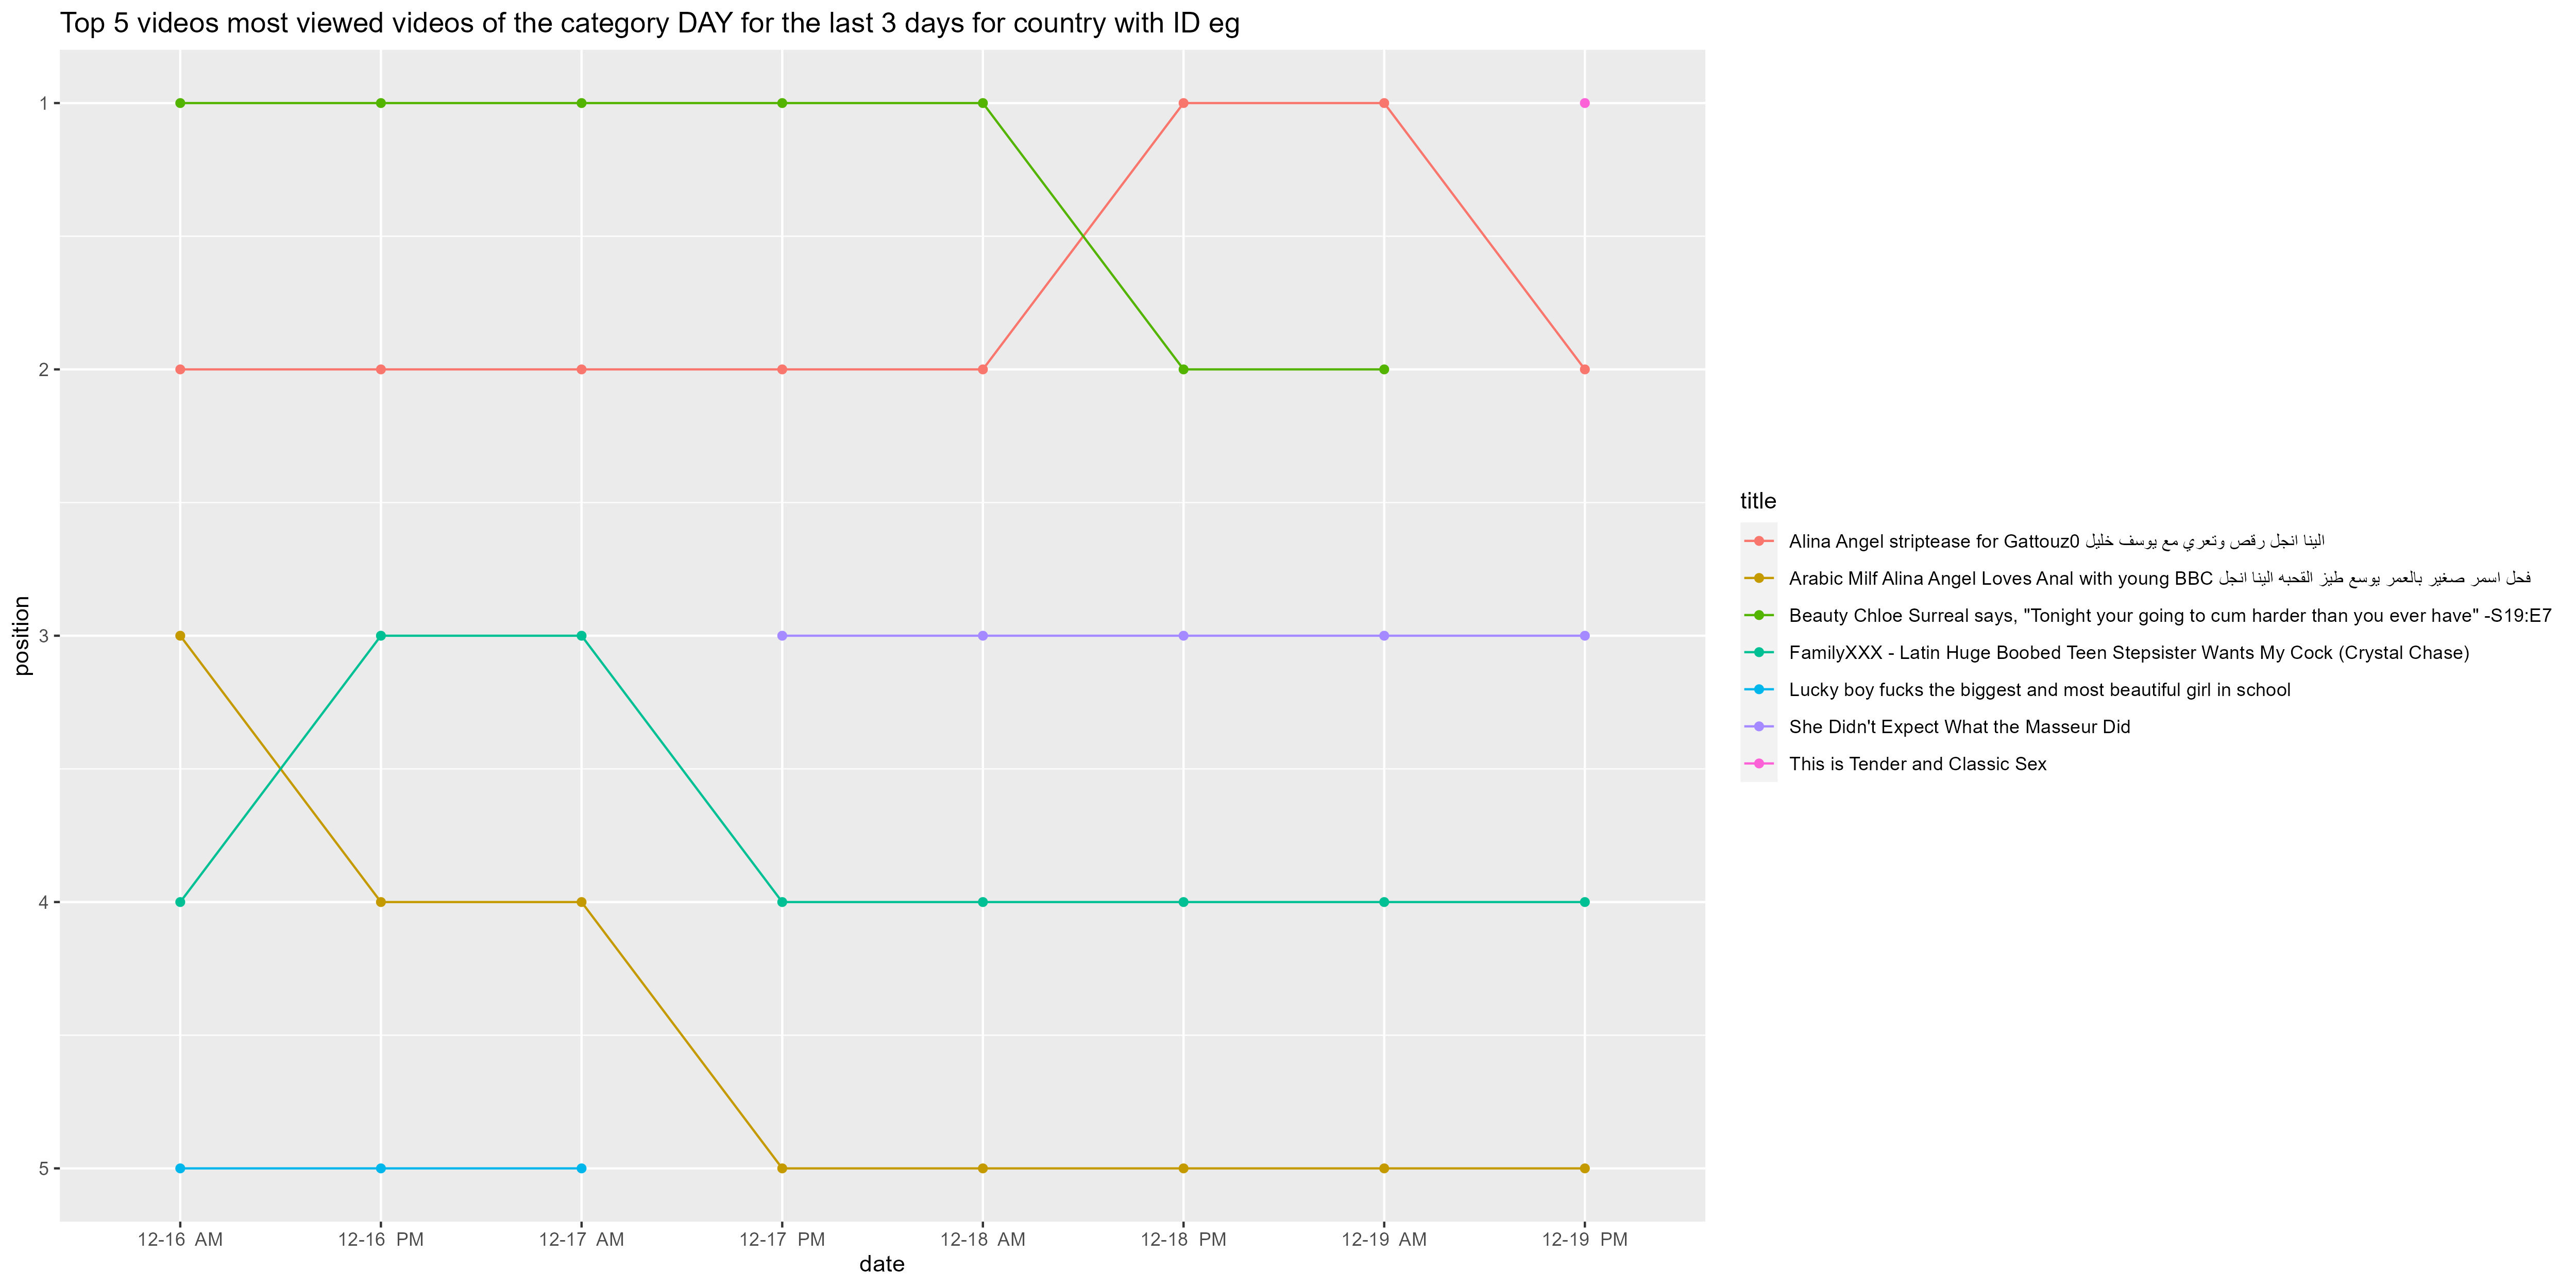 Top 5 videos most viewed videos of the category DAY for the last 3 days for country with ID eg
position
1
2
3
4
5
12-16 AM
12-16 PM
12-17 AM
12-17 PM
12-18 AM
12-18 PM
12-19 AM
12-19 PM
date
title
Alina Angel striptease for Gattouz0 الينا انجل رقص وتعري مع يوسف خليل
Arabic Milf Alina Angel Loves Anal with young BBC فحل اسمر صغير بالعمر يوسع طيز القحبه الينا انجل
Beauty Chloe Surreal says, "Tonight your going to cum harder than you ever have" -S19:E7
FamilyXXX - Latin Huge Boobed Teen Stepsister Wants My Cock (Crystal Chase)
Lucky boy fucks the biggest and most beautiful girl in school
She Didn't Expect What the Masseur Did
This is Tender and Classic Sex